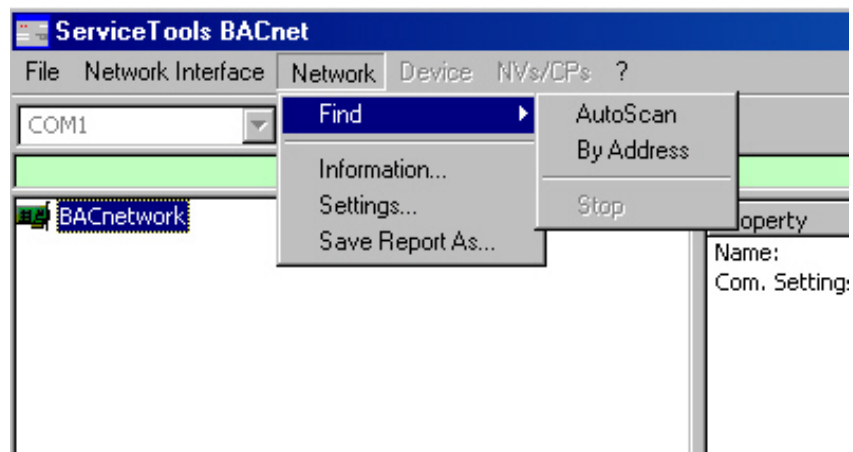 ServiceTools BACnet
File Network Interface Network Device NVs/CPs ?
COM1
Find
Information...
Settings...
Save Report As...
AutoScan
By Address
Stop
BACnetwork
operty
Name:
Com. Settings